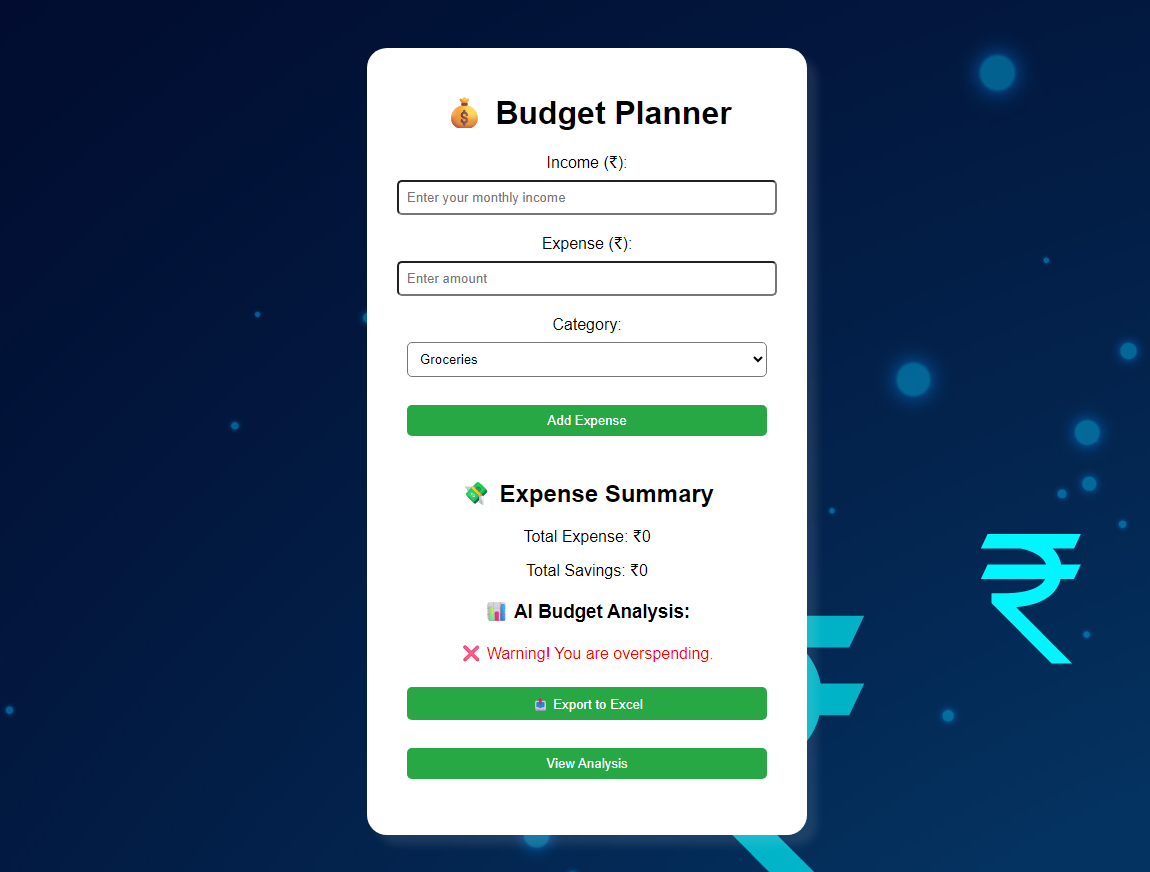 Budget Planner
Income (₹):
Enter your monthly income
Expense (₹):
Enter amount
Category:
Groceries
Add Expense
Expense Summary
Total Expense: ₹0
Total Savings: ₹0
AI Budget Analysis:
❌ Warning! You are overspending.
Export to Excel
View Analysis
₹
₹